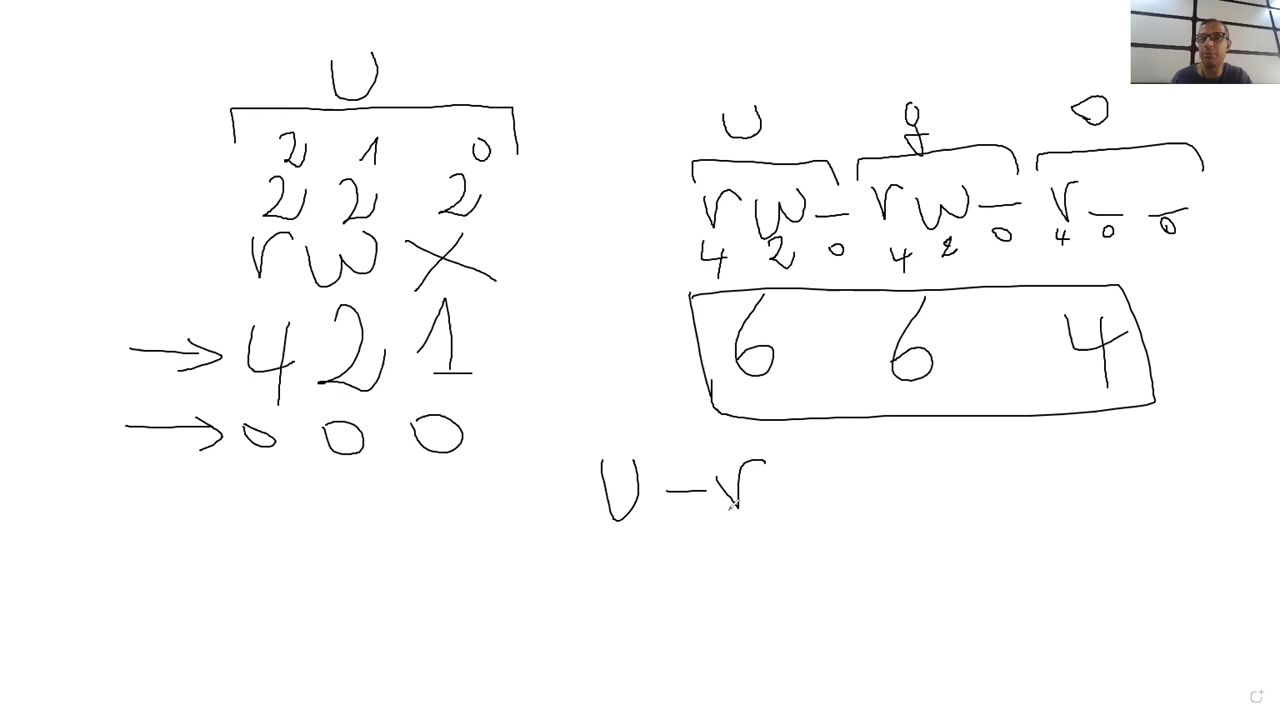 U
2 1 0
2 2 2
r w x
4 2 1
0 0 0
u g o
r w _ r w _ r _ _
4 2 0 4 2 0 4 0 0
6 6 4
U - r